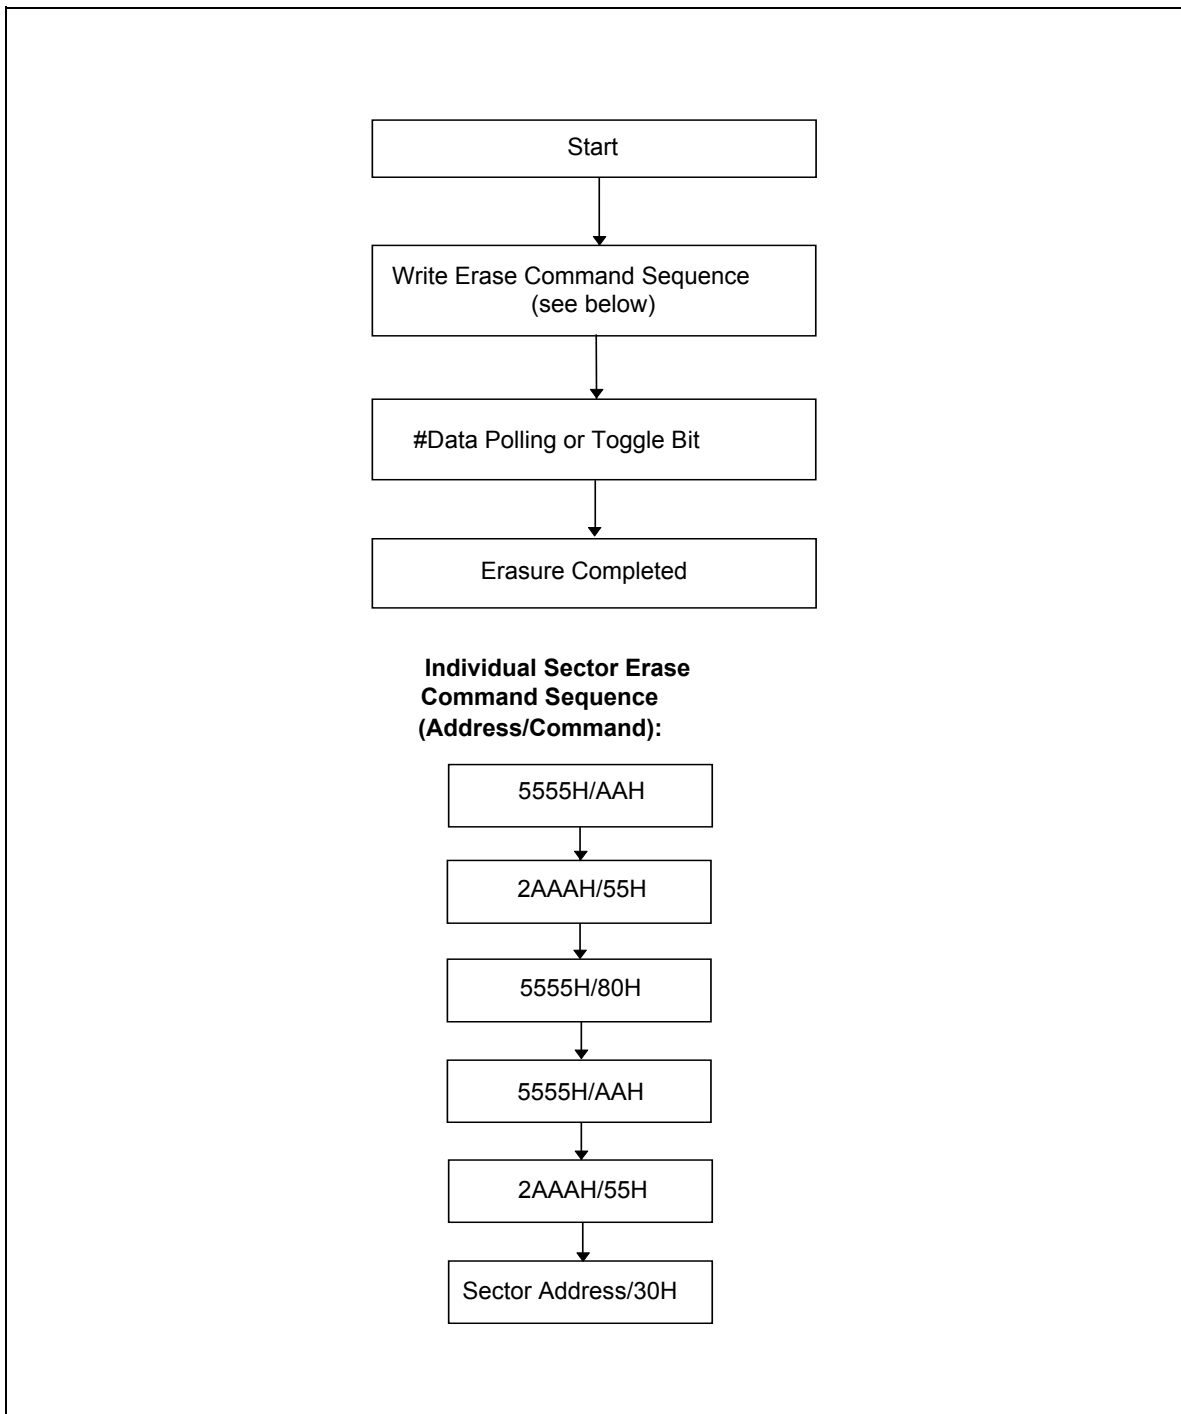 Start
Write Erase Command Sequence
(see below)
#Data Polling or Toggle Bit
Erasure Completed
Individual Sector Erase
Command Sequence
(Address/Command):
5555H/AAH
2AAAH/55H
5555H/80H
5555H/AAH
2AAAH/55H
Sector Address/30H